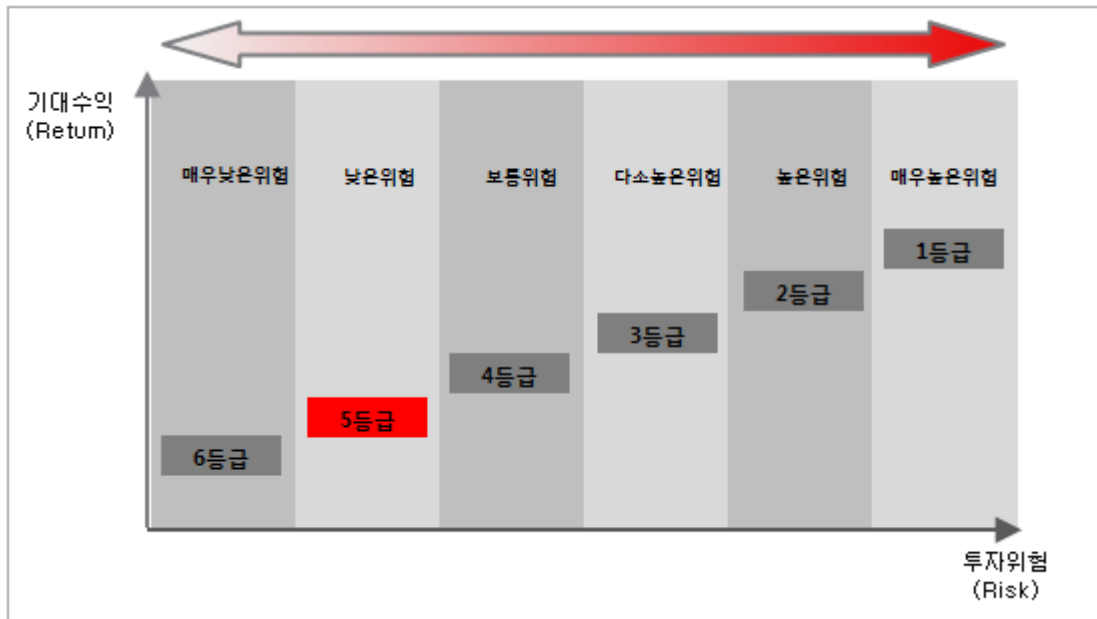 기대수익
(Return)
매우낮은위험
낮은위험
보통위험
다소높은위험
높은위험
매우높은위험
1등급
2등급
3등급
4등급
5등급
6등급
투자위험
(Risk)